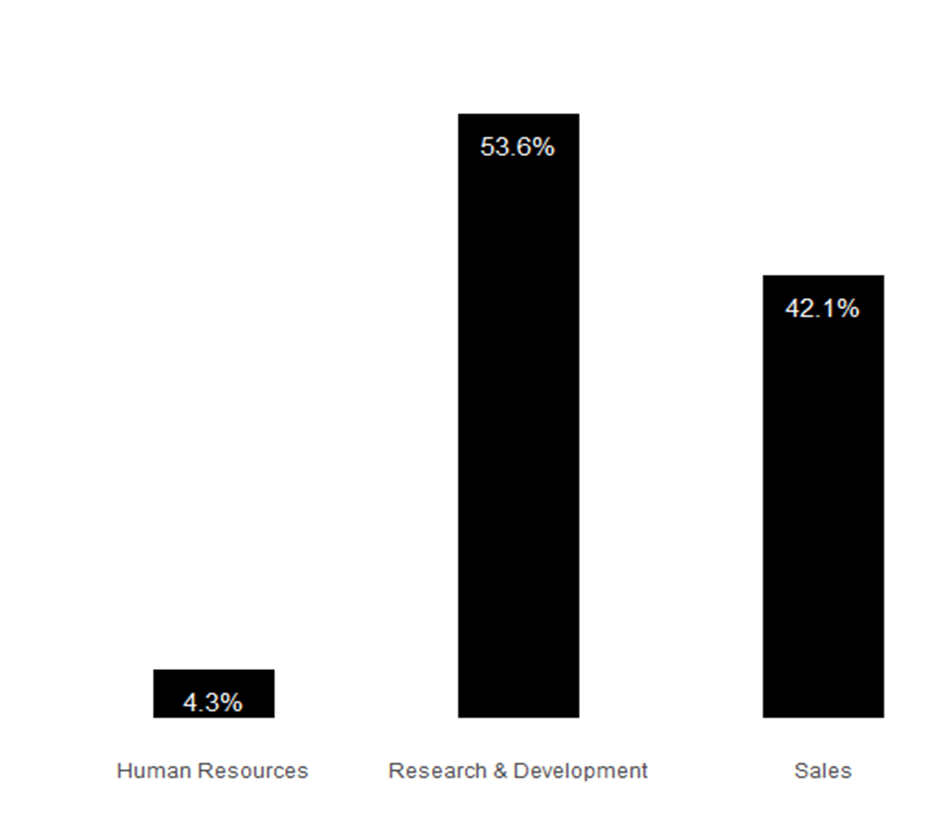 53.6%
42.1%
4.3%
Human Resources
Research & Development
Sales